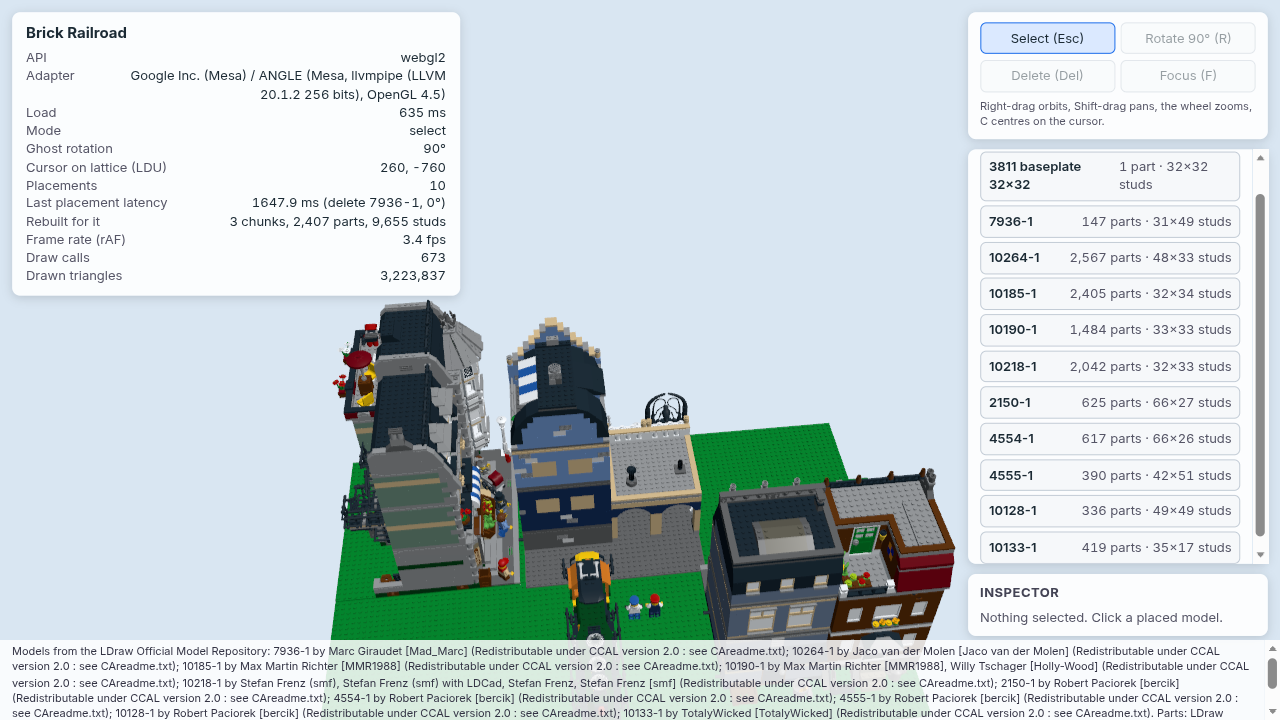 Brick Railroad
API webgl2
Adapter Google Inc. (Mesa) / ANGLE (Mesa, llvmpipe (LLVM
20.1.2 256 bits), OpenGL 4.5)
Load 635 ms
Mode select
Ghost rotation 90°
Cursor on lattice (LDU) 260, -760
Placements 10
Last placement latency 1647.9 ms (delete 7936-1, 0°)
Rebuilt for it 3 chunks, 2,407 parts, 9,655 studs
Frame rate (rAF) 3.4 fps
Draw calls 673
Drawn triangles 3,223,837
Select (Esc) Rotate 90° (R)
Delete (Del) Focus (F)
Right-drag orbits, Shift-drag pans, the wheel zooms,
C centres on the cursor.
3811 baseplate 1 part · 32×32
32×32 studs
7936-1 147 parts · 31×49 studs
10264-1 2,567 parts · 48×33 studs
10185-1 2,405 parts · 32×34 studs
10190-1 1,484 parts · 33×33 studs
10218-1 2,042 parts · 32×33 studs
2150-1 625 parts · 66×27 studs
4554-1 617 parts · 66×26 studs
4555-1 390 parts · 42×51 studs
10128-1 336 parts · 49×49 studs
10133-1 419 parts · 35×17 studs
INSPECTOR
Nothing selected. Click a placed model.
Models from the LDraw Official Model Repository: 7936-1 by Marc Giraudet [Mad_Marc] (Redistributable under CCAL version 2.0 : see CAreadme.txt); 10264-1 by Jaco van der Molen [Jaco van der Molen] (Redistributable under CCAL
version 2.0 : see CAreadme.txt); 10185-1 by Max Martin Richter [MMR1988] (Redistributable under CCAL version 2.0 : see CAreadme.txt); 10190-1 by Max Martin Richter [MMR1988], Willy Tschager [Holly-Wood] (Redistributable under CCAL
version 2.0 : see CAreadme.txt); 10218-1 by Stefan Frenz (smf), Stefan Frenz (smf) with LDCad, Stefan Frenz, Stefan Frenz [smf] (Redistributable under CCAL version 2.0 : see CAreadme.txt); 2150-1 by Robert Paciorek [bercik]
(Redistributable under CCAL version 2.0 : see CAreadme.txt); 4554-1 by Robert Paciorek [bercik] (Redistributable under CCAL version 2.0 : see CAreadme.txt); 4555-1 by Robert Paciorek [bercik] (Redistributable under CCAL version 2.0 :
see CAreadme.txt); 10128-1 by Robert Paciorek [bercik] (Redistributable under CCAL version 2.0 : see CAreadme.txt); 10133-1 by TotalyWicked [TotalyWicked] (Redistributable under CCAL version 2.0 : see CAreadme.txt); Parts: LDraw